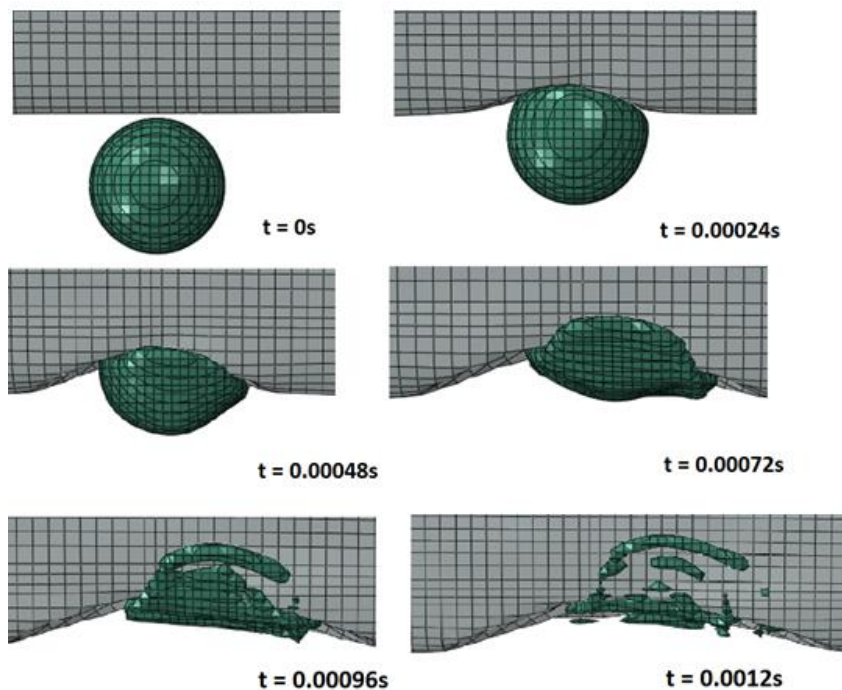 t = 0s
t = 0.00024s
t = 0.00048s
t = 0.00072s
t = 0.00096s
t = 0.0012s